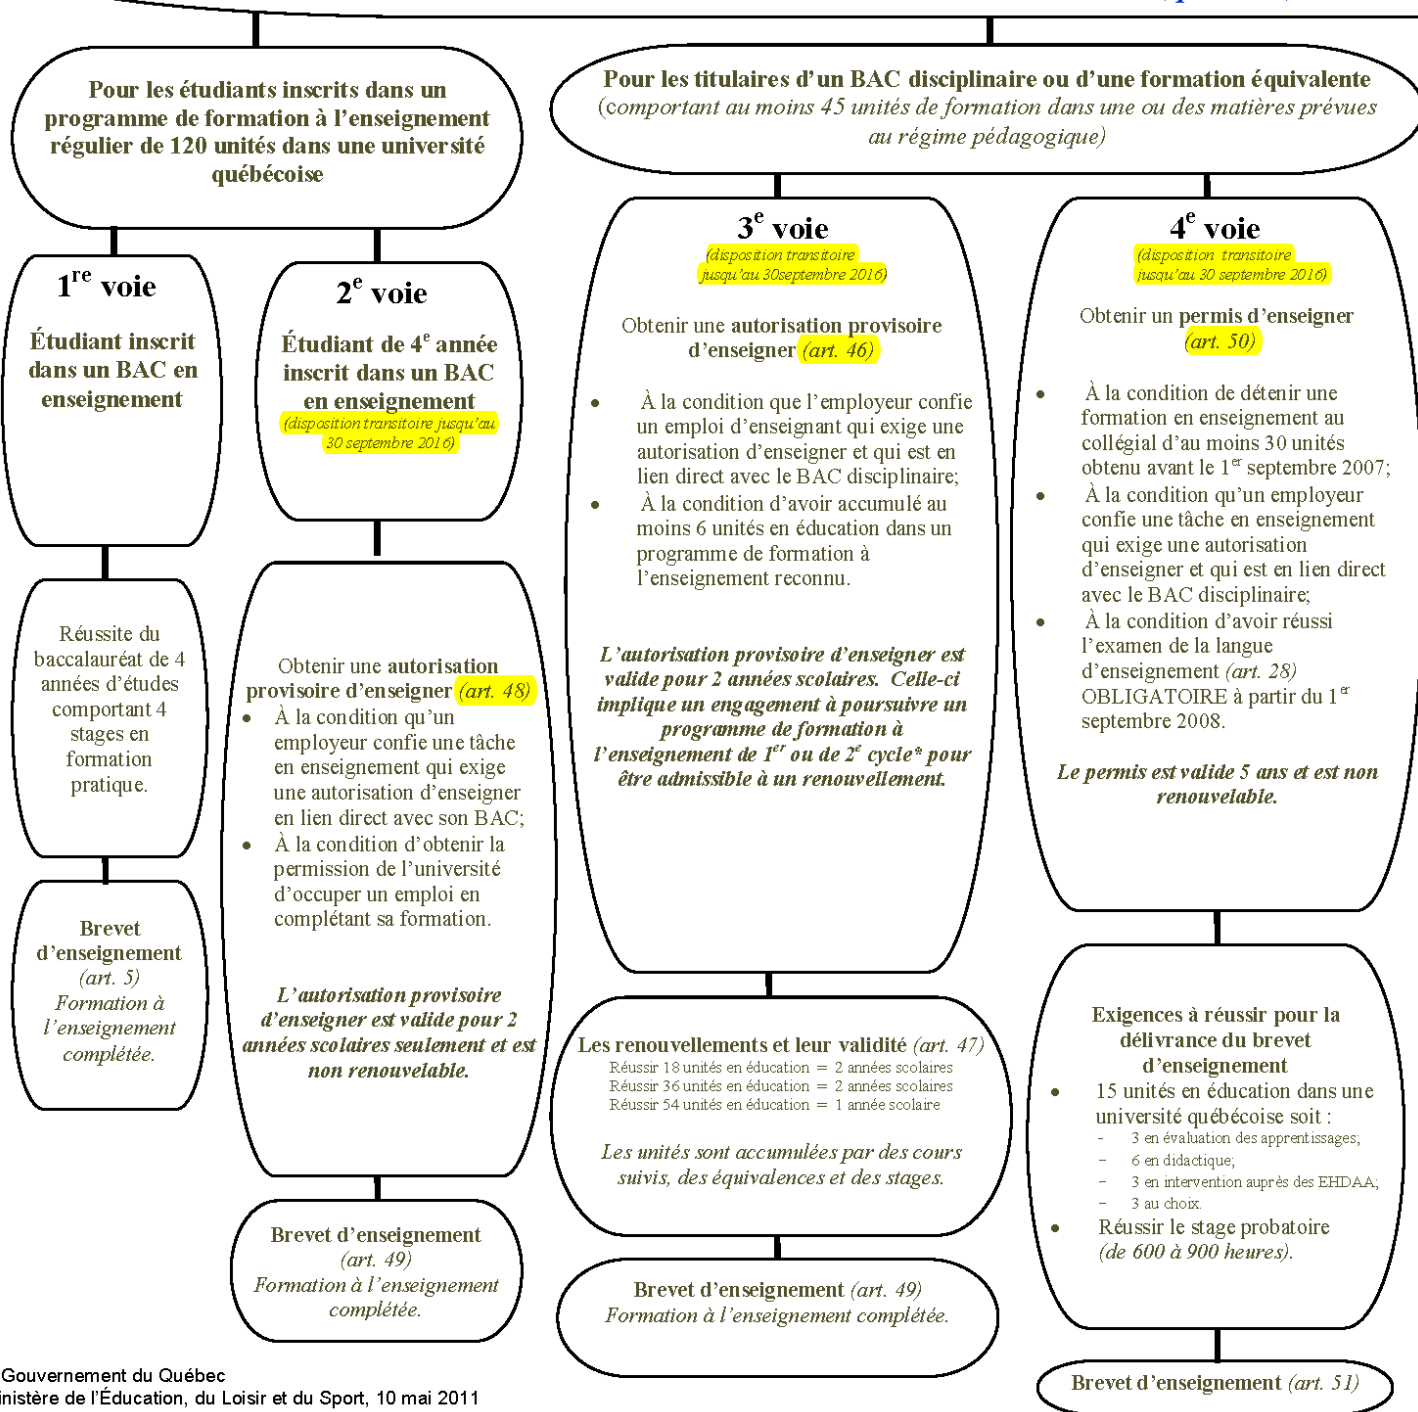 Pour les étudiants inscrits dans un
programme de formation à l'enseignement
régulier de 120 unités dans une université
québécoise
Pour les titulaires d'un BAC disciplinaire ou d'une formation équivalente
(comportant au moins 45 unités de formation dans une ou des matières prévues
au régime pédagogique)
1re voie
Étudiant inscrit
dans un BAC en
enseignement
Réussite du
baccalauréat de 4
années d'études
comportant 4
stages en
formation
pratique.
Brevet
d'enseignement
(art. 5)
Formation à
l'enseignement
complétée.
2e voie
Étudiant de 4e année
inscrit dans un BAC
en enseignement
(disposition transitoire jusqu'au
30 septembre 2016)
Obtenir une autorisation
provisoire d'enseigner (art. 48)
• À la condition qu'un
employeur confie une tâche
en enseignement qui exige
une autorisation d'enseigner
en lien direct avec son BAC;
• À la condition d'obtenir la
permission de l'université
d'occuper un emploi en
complétant sa formation.
L'autorisation provisoire
d'enseigner est valide pour 2
années scolaires seulement et est
non renouvelable.
Brevet d'enseignement
(art. 49)
Formation à l'enseignement
complétée.
3e voie
(disposition transitoire
jusqu'au 30septembre 2016)
Obtenir une autorisation provisoire
d'enseigner (art. 46)
• À la condition que l'employeur confie
un emploi d'enseignant qui exige une
autorisation d'enseigner et qui est en
lien direct avec le BAC disciplinaire;
• À la condition d'avoir accumulé au
moins 6 unités en éducation dans un
programme de formation à
l'enseignement reconnu.
L'autorisation provisoire d'enseigner est
valide pour 2 années scolaires. Celle-ci
implique un engagement à poursuivre un
programme de formation à
l'enseignement de 1er ou de 2e cycle* pour
être admissible à un renouvellement.
Les renouvellements et leur validité (art. 47)
Réussir 18 unités en éducation = 2 années scolaires
Réussir 36 unités en éducation = 2 années scolaires
Réussir 54 unités en éducation = 1 année scolaire
Les unités sont accumulées par des cours
suivis, des équivalences et des stages.
Brevet d'enseignement (art. 49)
Formation à l'enseignement complétée.
4e voie
(disposition transitoire
jusqu'au 30 septembre 2016)
Obtenir un permis d'enseigner
(art. 50)
• À la condition de détenir une
formation en enseignement au
collégial d'au moins 30 unités
obtenu avant le 1er septembre 2007;
• À la condition qu'un employeur
confie une tâche en enseignement
qui exige une autorisation
d'enseigner et qui est en lien direct
avec le BAC disciplinaire;
• À la condition d'avoir réussi
l'examen de la langue
d'enseignement (art. 28)
OBLIGATOIRE à partir du 1er
septembre 2008.
Le permis est valide 5 ans et est non
renouvelable.
Exigences à réussir pour la
délivrance du brevet
d'enseignement
• 15 unités en éducation dans une
université québécoise soit :
- 3 en évaluation des apprentissages;
- 6 en didactique;
- 3 en intervention auprès des EHDAA;
- 3 au choix.
• Réussir le stage probatoire
(de 600 à 900 heures).
Brevet d'enseignement (art. 51)
Gouvernement du Québec
inistère de l'Éducation, du Loisir et du Sport, 10 mai 2011